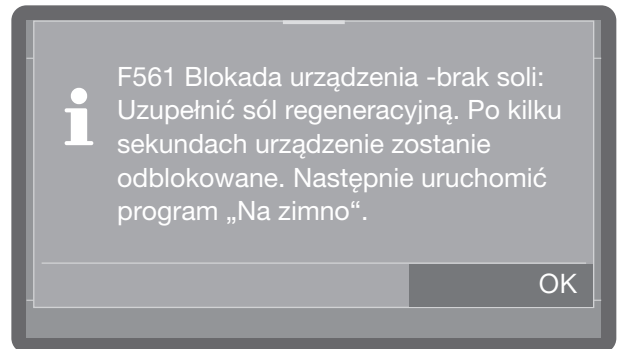 F561 Blokada urządzenia -brak soli:
Uzupełnić sól regeneracyjną. Po kilku
sekundach urządzenie zostanie
odblokowane. Następnie uruchomić
program „Na zimno“.
OK